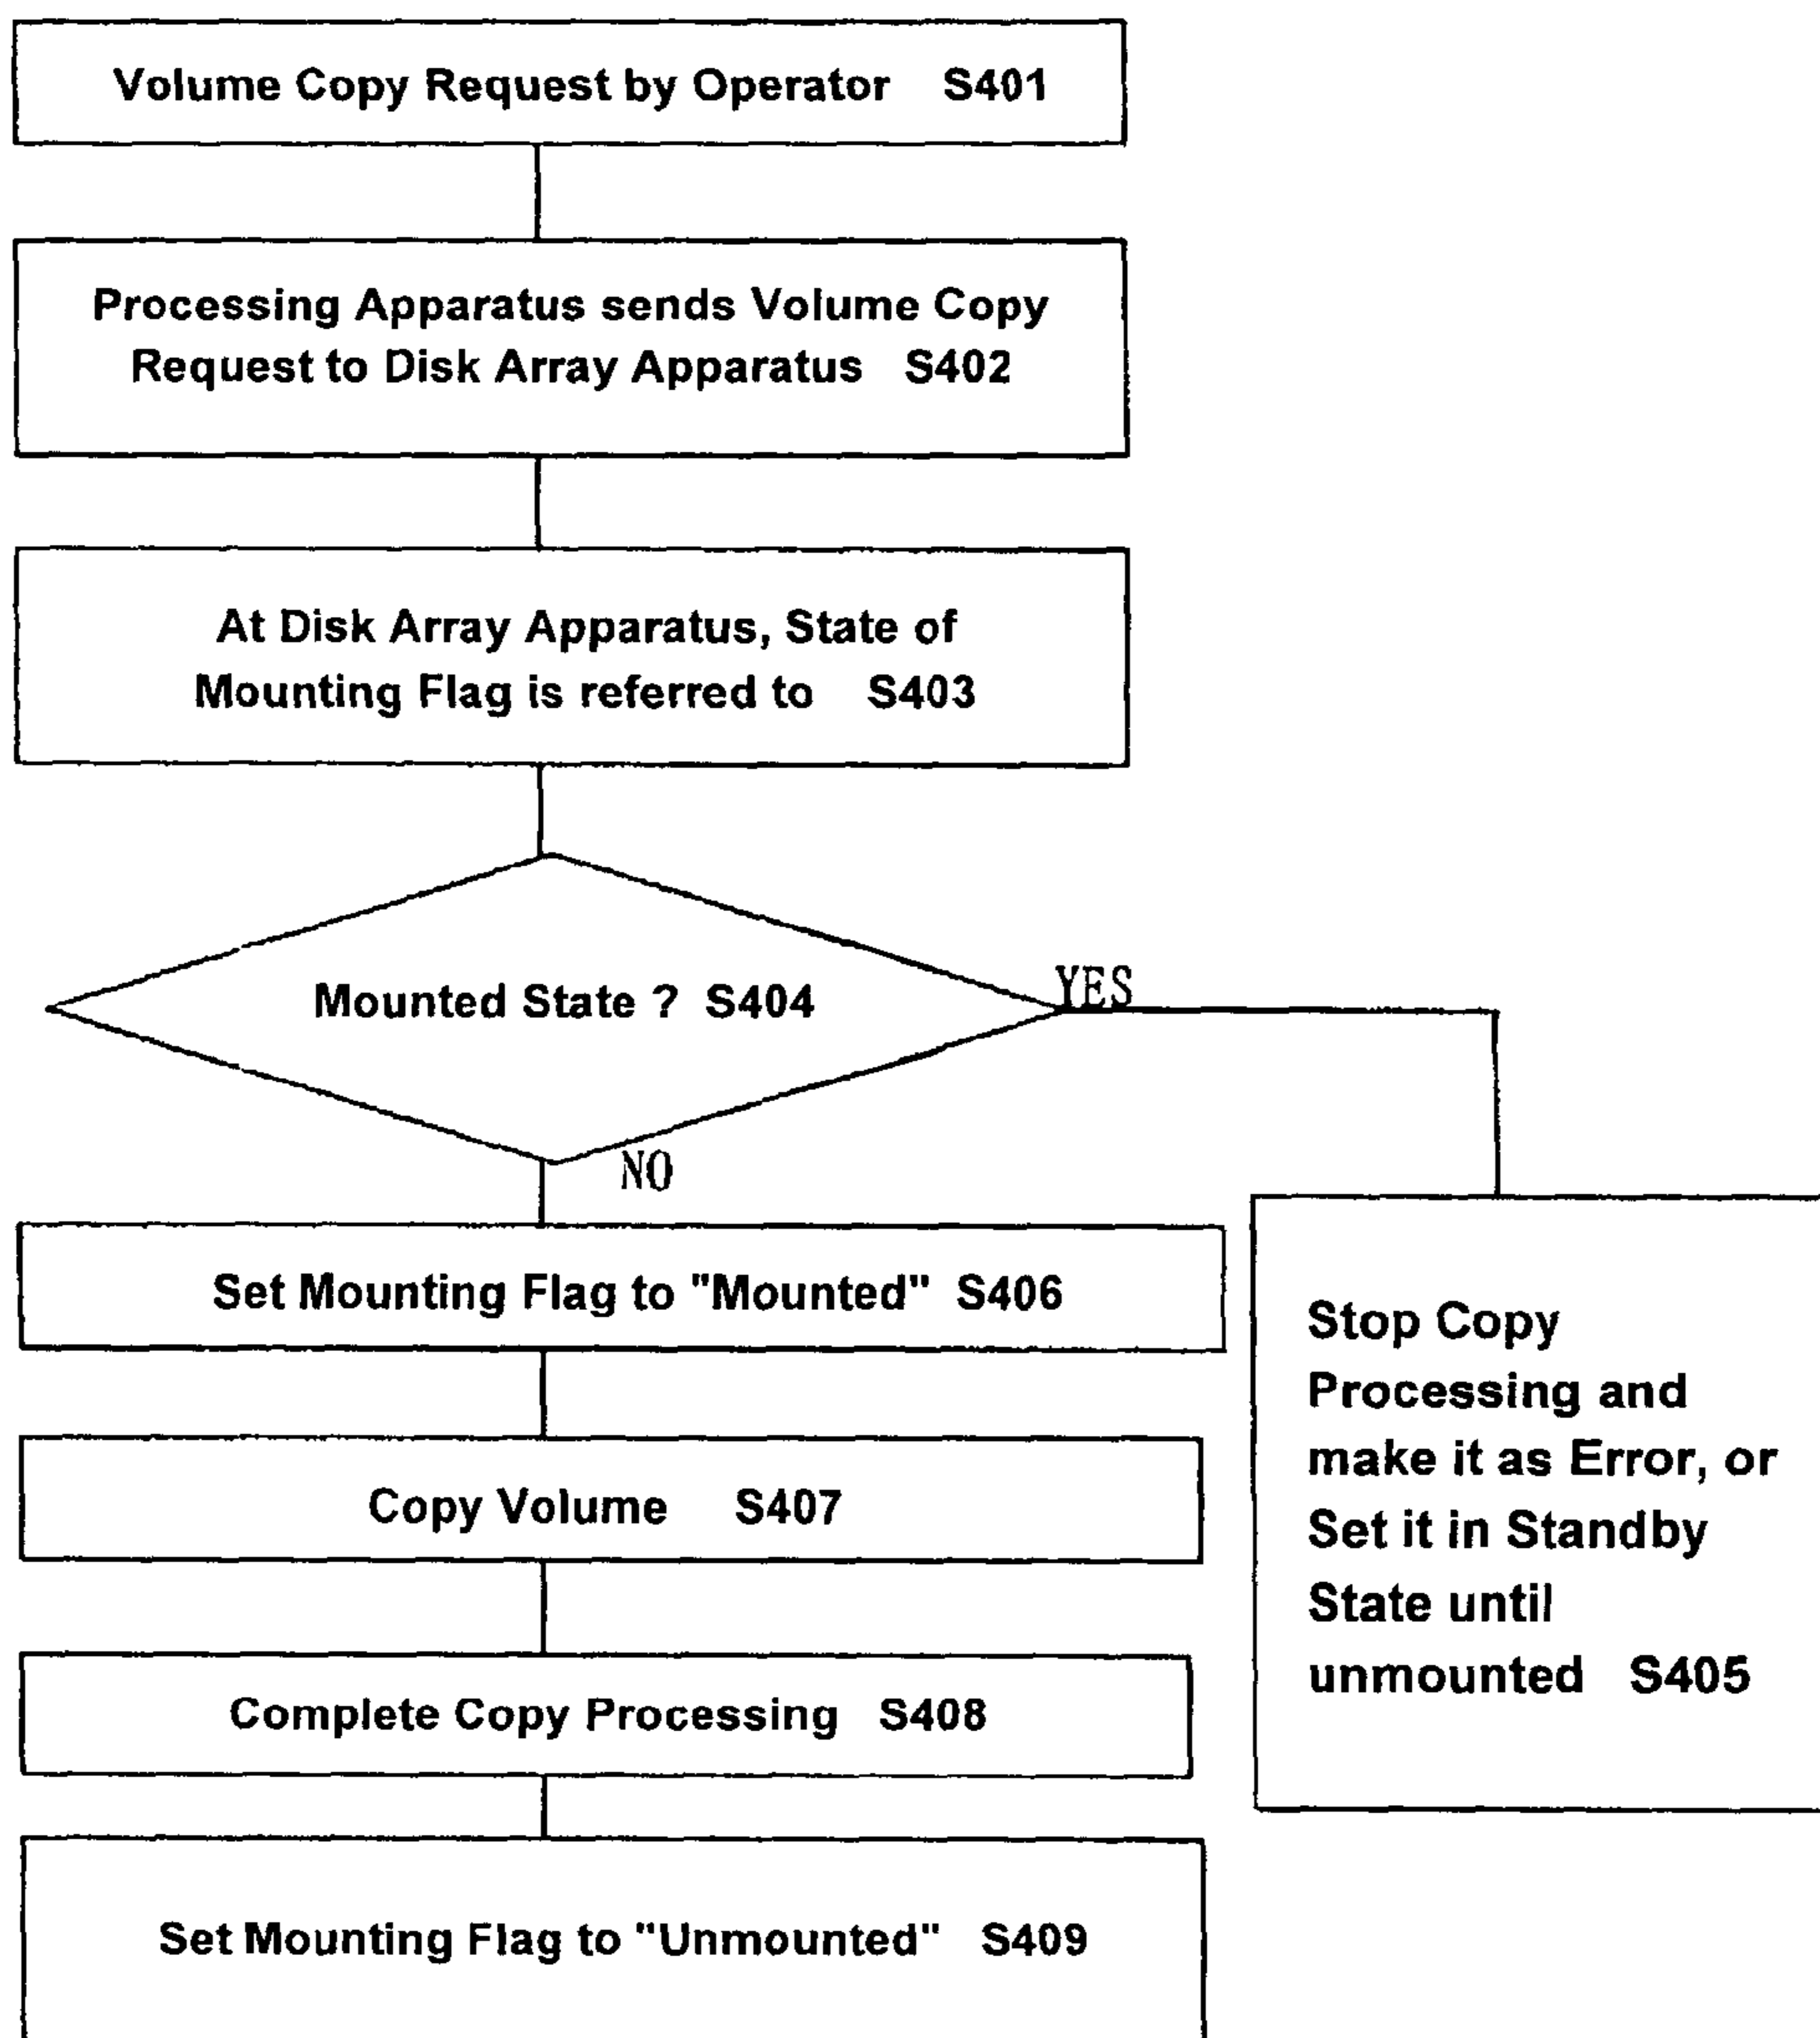 Volume Copy Request by Operator S401
Processing Apparatus sends Volume Copy
Request to Disk Array Apparatus S402
At Disk Array Apparatus, State of
Mounting Flag is referred to S403
Mounted State ? S404
YES
NO
Set Mounting Flag to "Mounted" S406
Copy Volume S407
Complete Copy Processing S408
Set Mounting Flag to "Unmounted" S409
Stop Copy
Processing and
make it as Error, or
Set it in Standby
State until
unmounted S405